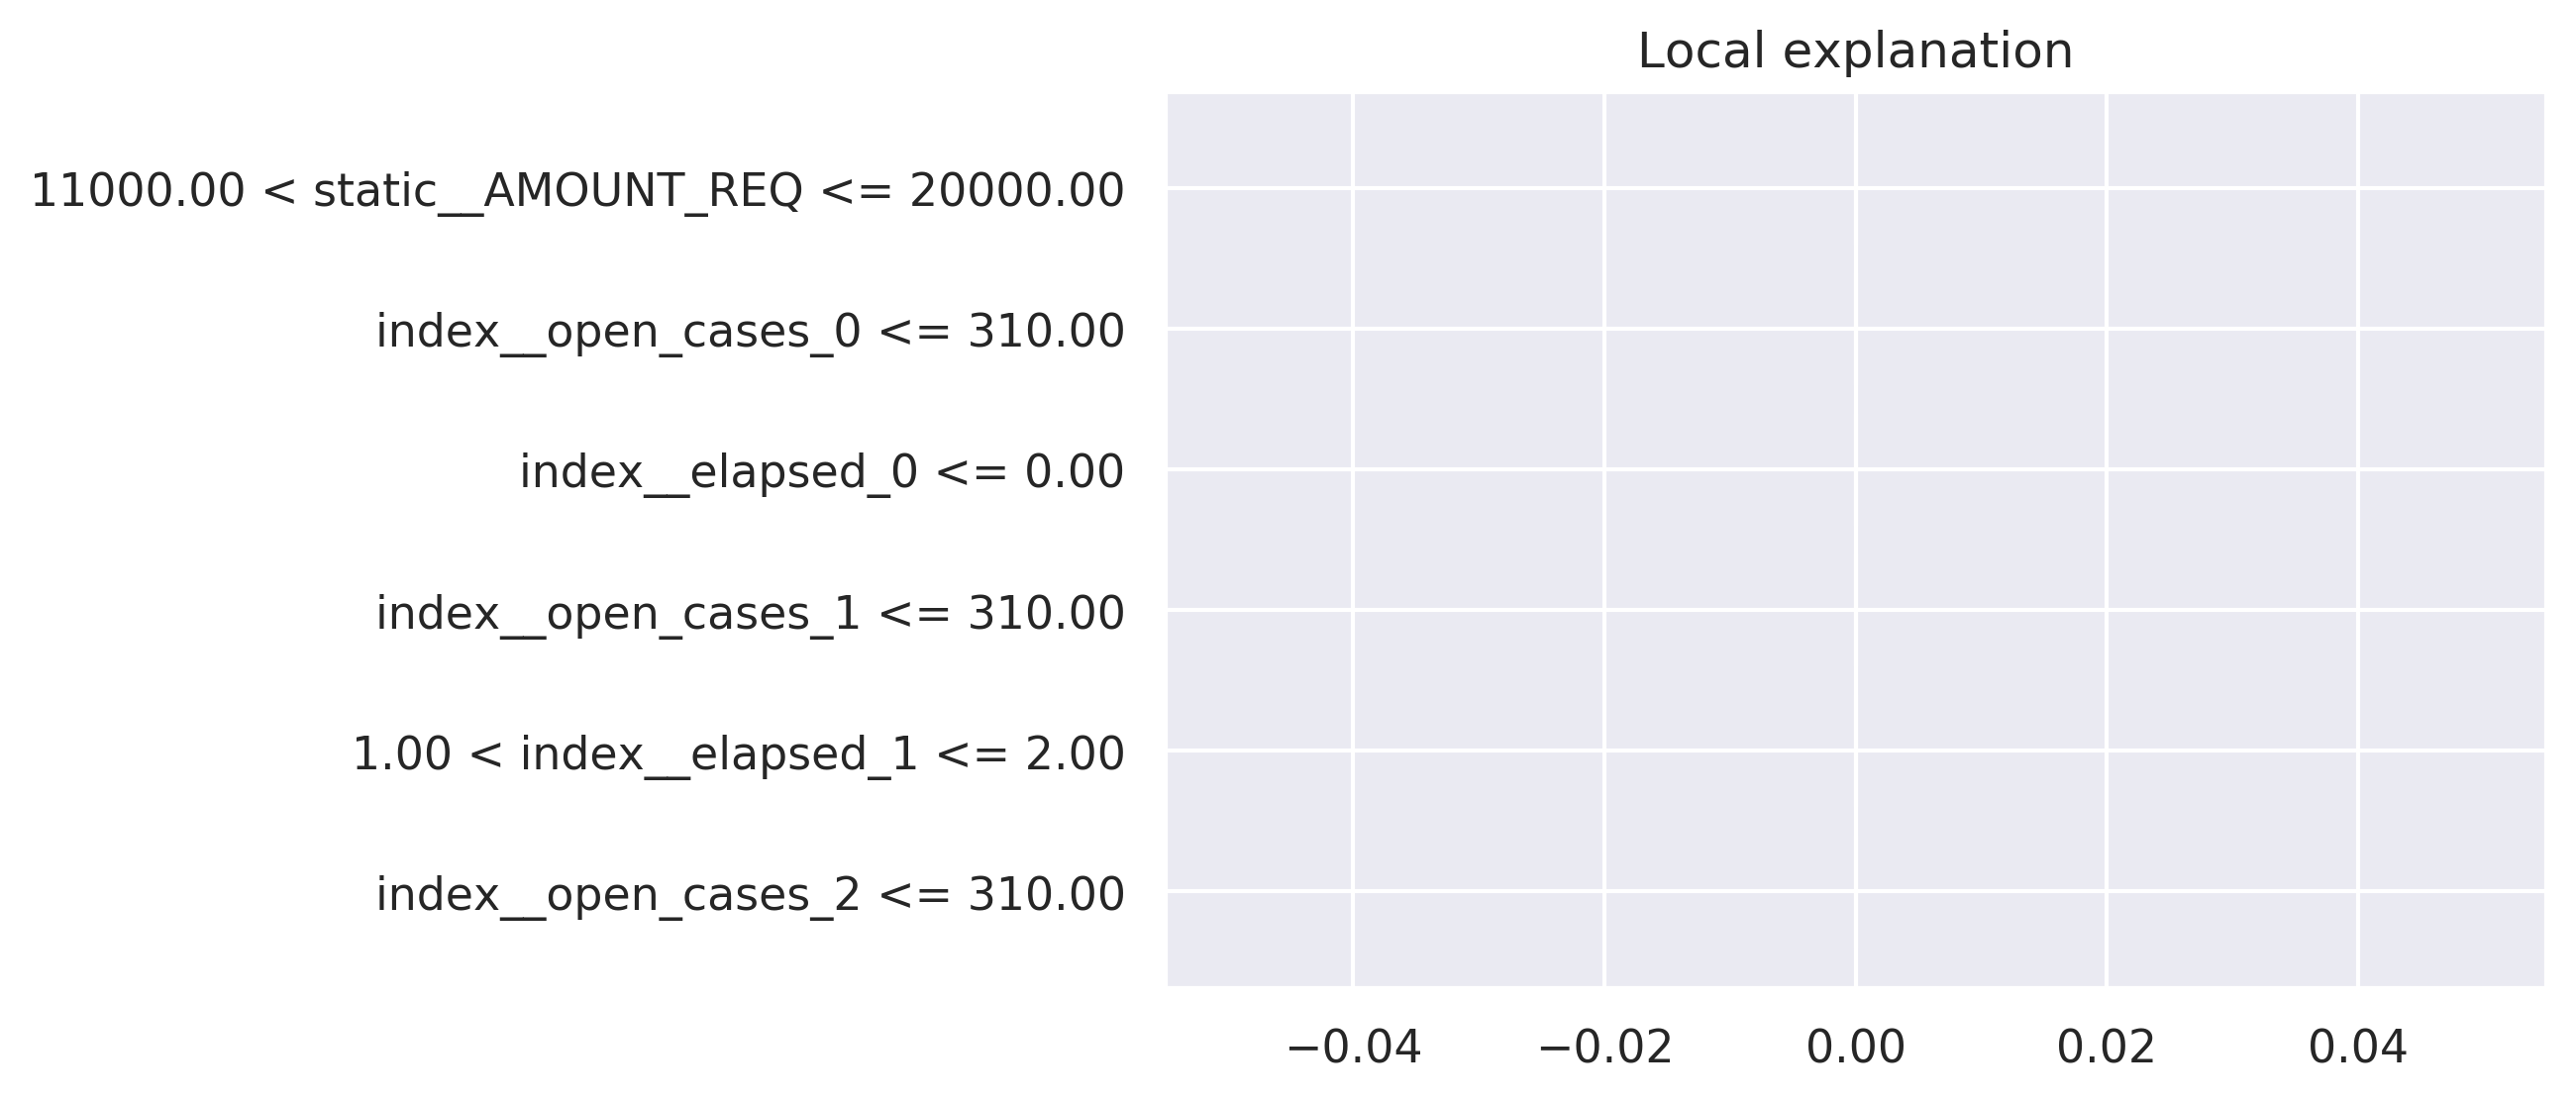 Local explanation
11000.00 < static__AMOUNT_REQ <= 20000.00
index__open_cases_0 <= 310.00
index__elapsed_0 <= 0.00
index__open_cases_1 <= 310.00
1.00 < index__elapsed_1 <= 2.00
index__open_cases_2 <= 310.00
−0.04 −0.02 0.00 0.02 0.04